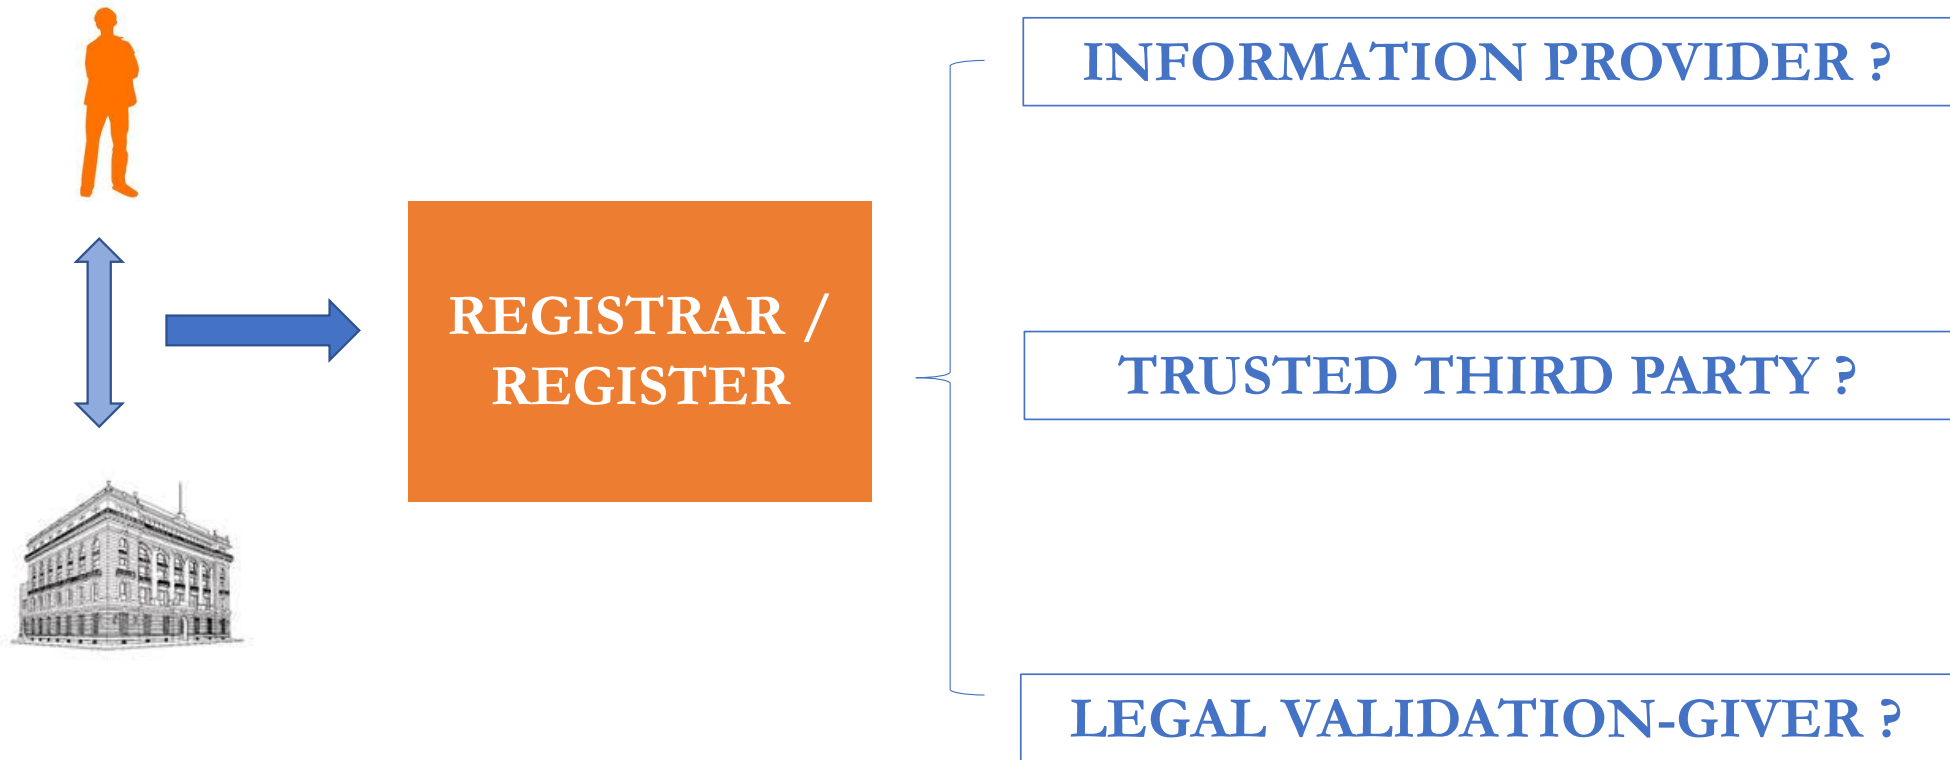 INFORMATION PROVIDER ?
REGISTRAR /
REGISTER
TRUSTED THIRD PARTY ?
LEGAL VALIDATION-GIVER ?